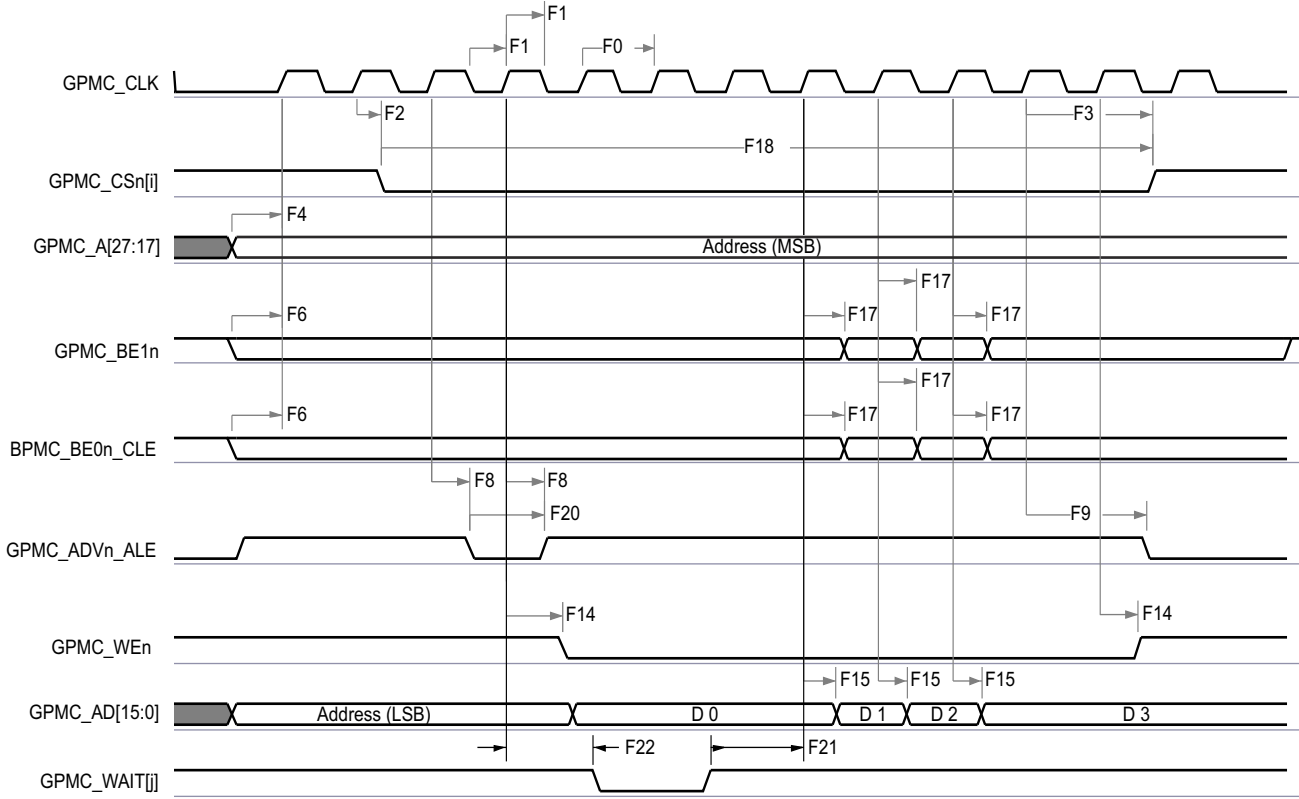 F1
F1 F0
GPMC_CLK
F2 F3
F18
GPMC_CSn[i]
F4
GPMC_A[27:17] Address (MSB)
F17
F6 F17 F17
GPMC_BE1n
F17
F6 F17 F17
BPMC_BE0n_CLE
F8 F8
F20 F9
GPMC_ADVn_ALE
F14 F14
GPMC_WEn
F15 F15 F15
GPMC_AD[15:0] Address (LSB) D 0 D 1 D 2 D 3
F22 F21
GPMC_WAIT[j]